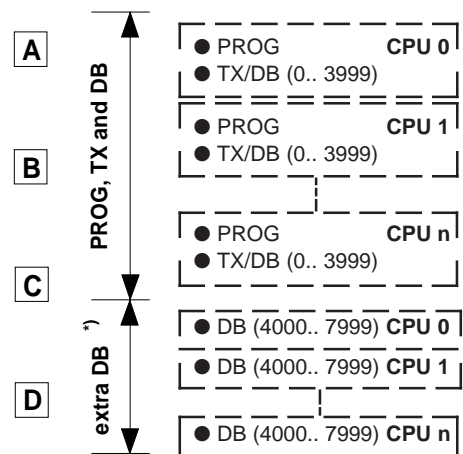 A
B
C
D
PROG, TX and DB
extra DB *)
● PROG CPU 0
● TX/DB (0.. 3999)
● PROG CPU 1
● TX/DB (0.. 3999)
● PROG CPU n
● TX/DB (0.. 3999)
● DB (4000.. 7999) CPU 0
● DB (4000.. 7999) CPU 1
● DB (4000.. 7999) CPU n